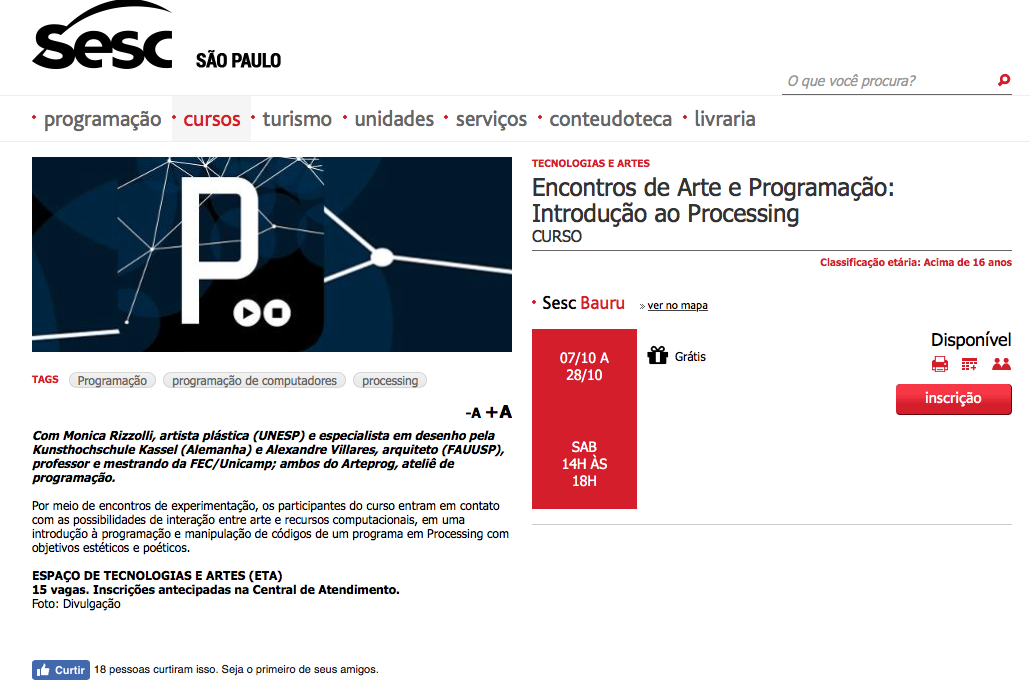 Sesc SÃO PAULO
O que você procura?
• programação • cursos • turismo • unidades • serviços • conteudoteca • livraria
P
TECNOLOGIAS E ARTES
Encontros de Arte e Programação:
Introdução ao Processing
CURSO
Classificação etária: Acima de 16 anos
• Sesc Bauru » ver no mapa
07/10 A
28/10
SAB
14H ÀS
18H
Grátis
Disponível
inscrição
TAGS Programação programação de computadores processing
-A +A
Com Monica Rizzolli, artista plástica (UNESP) e especialista em desenho pela
Kunsthochschule Kassel (Alemanha) e Alexandre Villares, arquiteto (FAUUSP),
professor e mestrando da FEC/Unicamp; ambos do Arteprog, ateliê de
programação.
Por meio de encontros de experimentação, os participantes do curso entram em contato
com as possibilidades de interação entre arte e recursos computacionais, em uma
introdução à programação e manipulação de códigos de um programa em Processing com
objetivos estéticos e poéticos.
ESPAÇO DE TECNOLOGIAS E ARTES (ETA)
15 vagas. Inscrições antecipadas na Central de Atendimento.
Foto: Divulgação
Curtir 18 pessoas curtiram isso. Seja o primeiro de seus amigos.